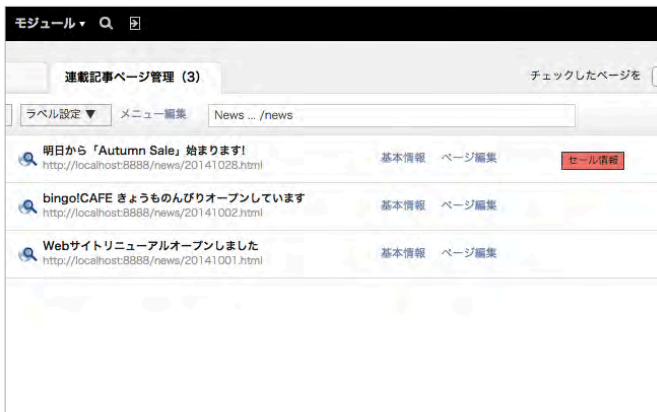 モジュール ▾
連載記事ページ管理（3）
チェックしたページを
ラベル設定 ▼ メニュー編集 News ... /news
明日から「Autumn Sale」始まります! 基本情報 ページ編集 セール情報
http://localhost:8888/news/20141028.html
bingo!CAFE きょうものんびりオープンしています 基本情報 ページ編集
http://localhost:8888/news/20141002.html
Webサイトリニューアルオープンしました 基本情報 ページ編集
http://localhost:8888/news/20141001.html